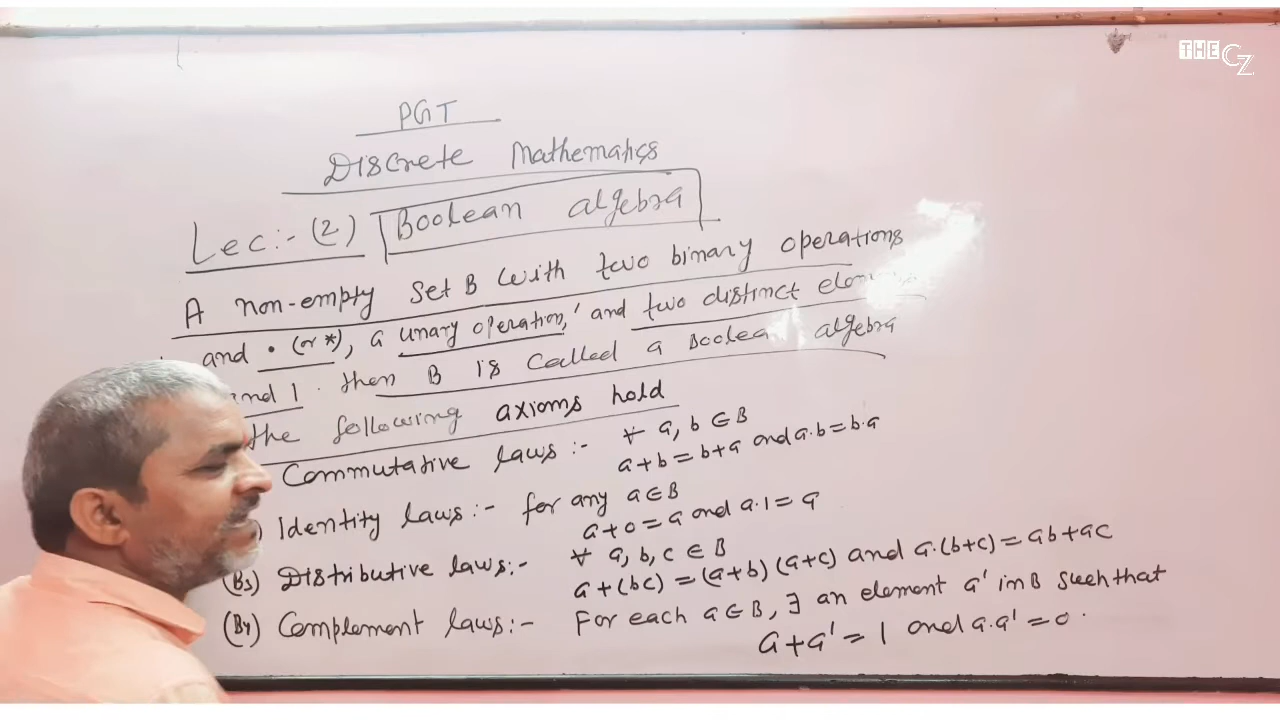 THE CZ
PGT
Discrete Mathematics
Lec:- (2) Boolean algebra
A non-empty set B with two binary operations
and • (or *), a unary operation,' and two distinct
and 1. then B is called a Boolean algebra
the following axioms hold
Commutative laws :- ∀ a, b ∈ B
a+b = b+a and a.b = b.a
) Identity laws :- for any a ∈ B
a+0 = a and a.1 = a
(B3) Distributive laws:- ∀ a, b, c ∈ B
a+(bc) = (a+b) (a+c) and a.(b+c) = ab+ac
(B4) Complement laws:- For each a ∈ B, ∃ an element a' in B such that
a+a' = 1 and a.a' = 0.